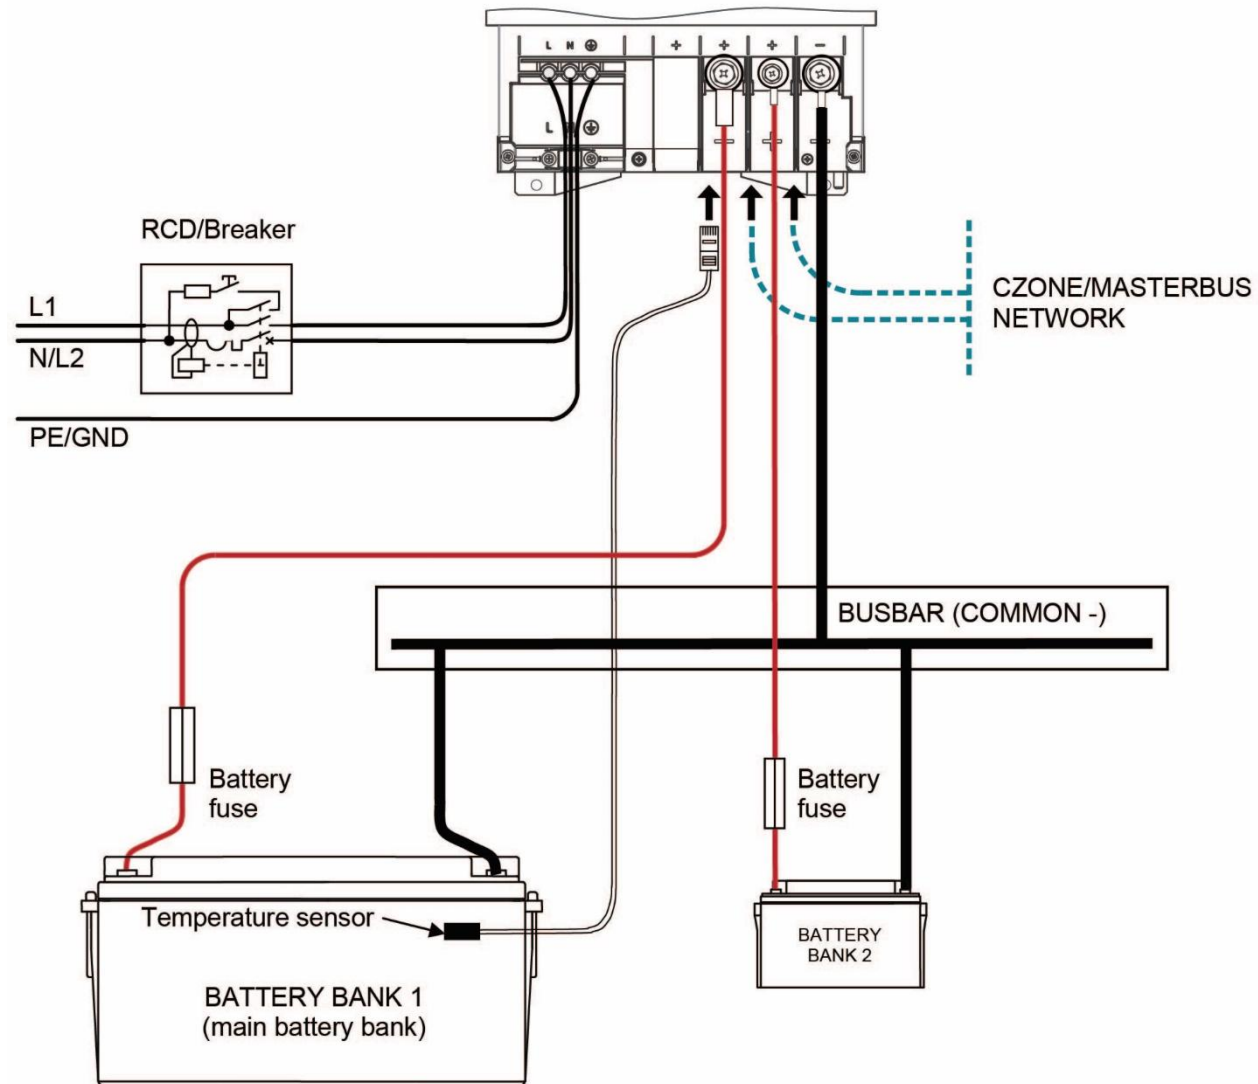 L N + + + -
L N
RCD/Breaker
L1
N/L2
PE/GND
CZONE/MASTERBUS
NETWORK
BUSBAR (COMMON -)
Battery
fuse
Battery
fuse
Temperature sensor
BATTERY BANK 1
(main battery bank)
BATTERY
BANK 2